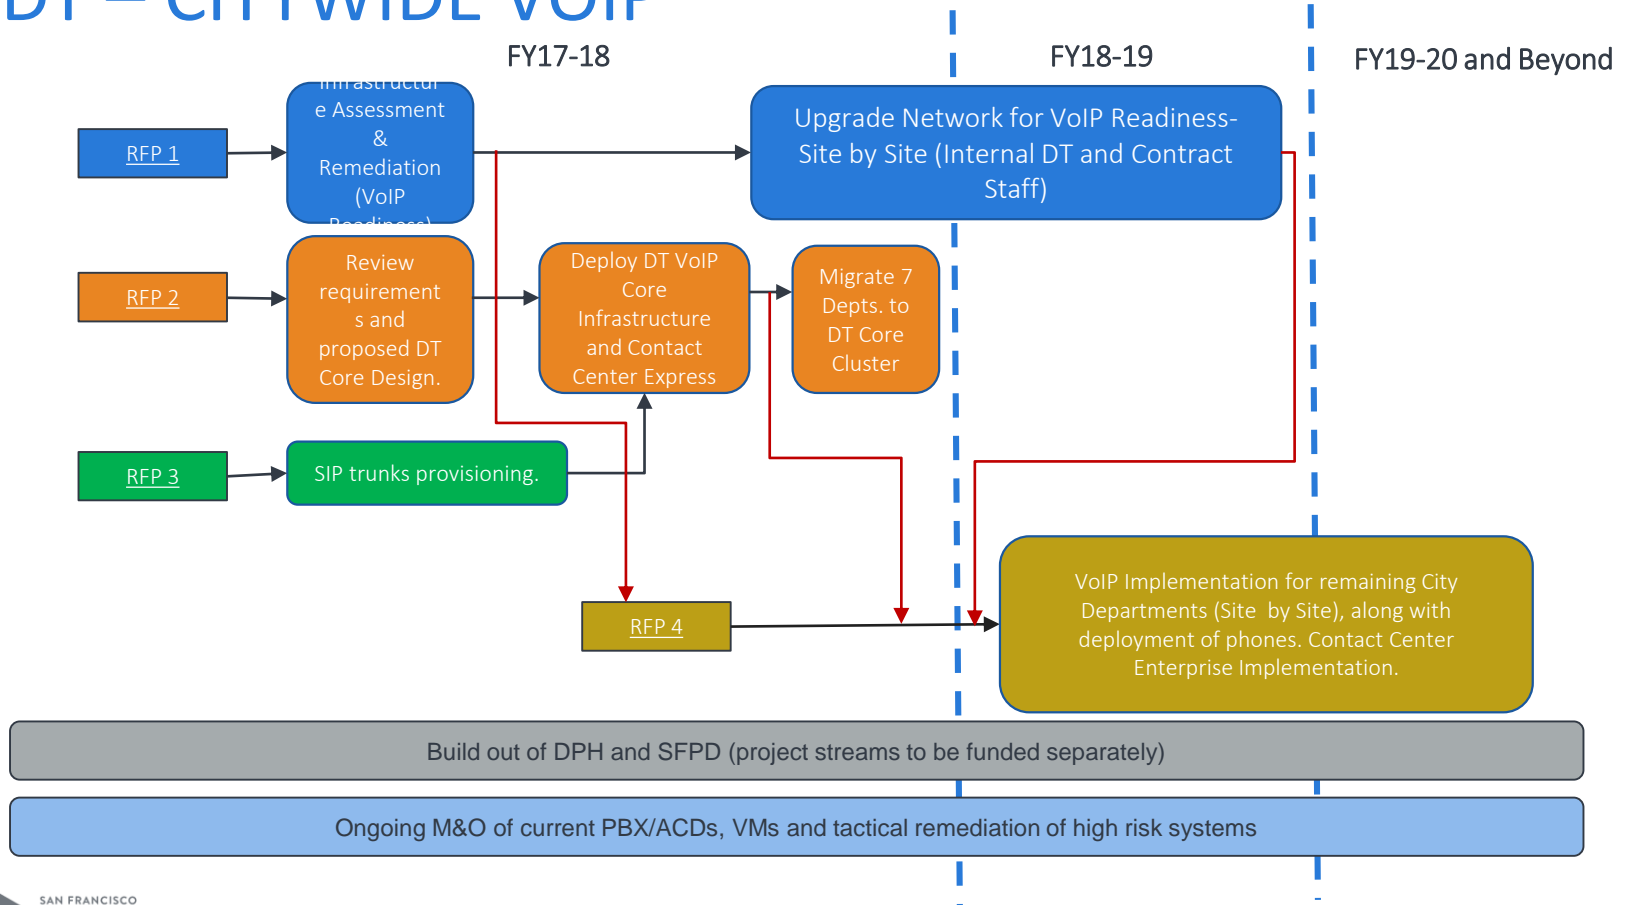 DT – CITYWIDE VOIP
FY17-18
FY18-19
FY19-20 and Beyond
RFP 1
Infrastructur
e Assessment
&
Remediation
(VoIP
Readiness)
Upgrade Network for VoIP Readiness-
Site by Site (Internal DT and Contract
Staff)
RFP 2
Review
requirement
s and
proposed DT
Core Design.
Deploy DT VoIP
Core
Infrastructure
and Contact
Center Express
Migrate 7
Depts. to
DT Core
Cluster
RFP 3
SIP trunks provisioning.
RFP 4
VoIP Implementation for remaining City
Departments (Site by Site), along with
deployment of phones. Contact Center
Enterprise Implementation.
Build out of DPH and SFPD (project streams to be funded separately)
Ongoing M&O of current PBX/ACDs, VMs and tactical remediation of high risk systems
SAN FRANCISCO